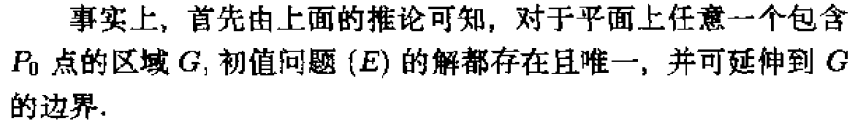 事实上，首先由上面的推论可知，对于平面上任意一个包含
P₀ 点的区域 G, 初值问题 (E) 的解都存在且唯一，并可延伸到 G
的边界.